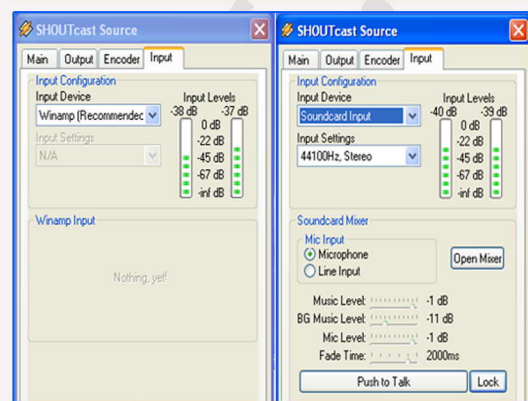 SHOUTcast Source
Main Output Encoder Input
Input Configuration
Input Device
Input Levels
Winamp (Recommendec
-38 dB -37 dB
0 dB
-22 dB
-45 dB
-67 dB
-inf dB
Input Settings
N/A
Winamp Input
Nothing, yet!
SHOUTcast Source
Main Output Encoder Input
Input Configuration
Input Device
Input Levels
Soundcard Input
-40 dB -39 dB
0 dB
-22 dB
-45 dB
-67 dB
-inf dB
Input Settings
44100Hz, Stereo
Soundcard Mixer
Mic Input
Microphone
Line Input
Open Mixer
Music Level: -1 dB
BG Music Level: -11 dB
Mic Level: -1 dB
Fade Time: 2000ms
Push to Talk Lock